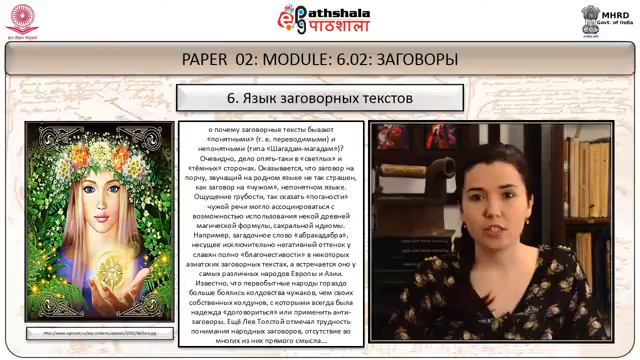 Pathshala
पाठशाला
MHRD
Govt. of India
PAPER 02: MODULE: 6.02: ЗАГОВОРЫ
6. Язык заговорных текстов
о почему заговорные тексты бывают
«понятными» (т. е. переводимыми) и
непонятными (типа «Шагадам-магадам»)?
Очевидно, дело опять-таки в «светлых» и
«тёмных» сторонах. Оказывается, что заговор на
порчу, звучащий на родном языке не так страшен,
как заговор на «чужом», непонятном языке.
Ощущение грубости, так сказать «поганости»
чужой речи могло ассоциироваться с
возможностью использования некой древней
магической формулы, сакральной идиомы.
Например, загадочное слово «абракадабра»,
несущее исключительно негативный оттенок у
славян полно «благочестивости» в некоторых
азиатских заговорных текстах, а встречается оно у
самых различных народов Европы и Азии.
Известно, что первобытные народы гораздо
больше боялись колдовства чужаков, чем своих
собственных колдунов, с которыми всегда была
надежда «договориться» или применить анти-
заговоры. Ещё Лев Толстой отмечал трудность
понимания народных заговоров, отсутствие во
многих из них прямого смысла...